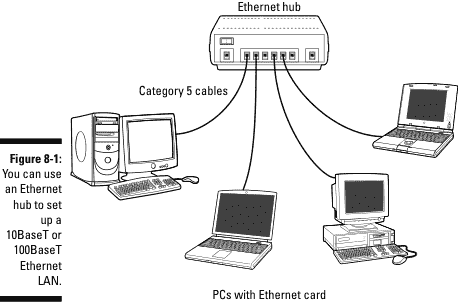 Ethernet hub
Category 5 cables
Figure 8-1:
You can use
an Ethernet
hub to set
up a
10BaseT or
100BaseT
Ethernet
LAN.
PCs with Ethernet card